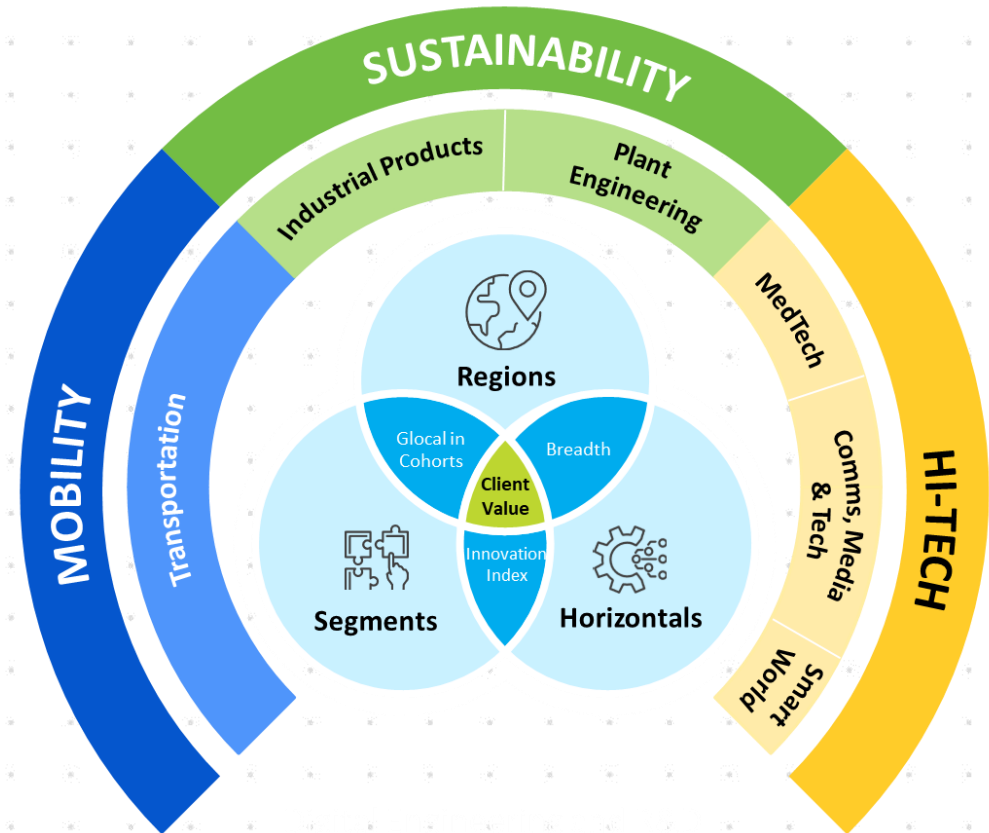 SUSTAINABILITY
Industrial Products
Plant
Engineering
MOBILITY
Transportation
MedTech
Comms, Media
& Tech
Smart
World
HI-TECH
Regions
Glocal in
Cohorts
Breadth
Client
Value
Innovation
Index
Segments
Horizontals